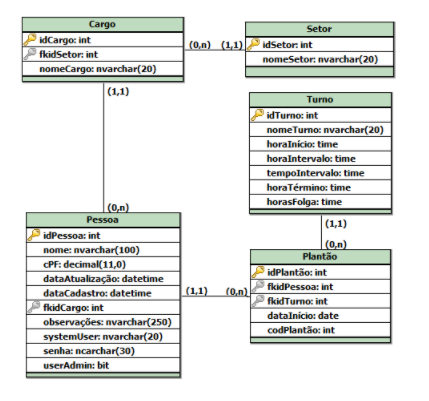 Cargo
idCargo: int
fkidSetor: int
nomeCargo: nvarchar(20)
(0,n) (1,1)
Setor
idSetor: int
nomeSetor: nvarchar(20)
(1,1)
(0,n)
Turno
idTurno: int
nomeTurno: nvarchar(20)
horaInício: time
horaIntervalo: time
tempoIntervalo: time
horaTérmino: time
horasFolga: time
(1,1)
(0,n)
Pessoa
idPessoa: int
nome: nvarchar(100)
cPF: decimal(11,0)
dataAtualização: datetime
dataCadastro: datetime
fkidCargo: int
observações: nvarchar(250)
systemUser: nvarchar(20)
senha: ncarchar(30)
userAdmin: bit
(1,1) (0,n)
Plantão
idPlantão: int
fkidPessoa: int
fkidTurno: int
dataInício: date
codPlantão: int